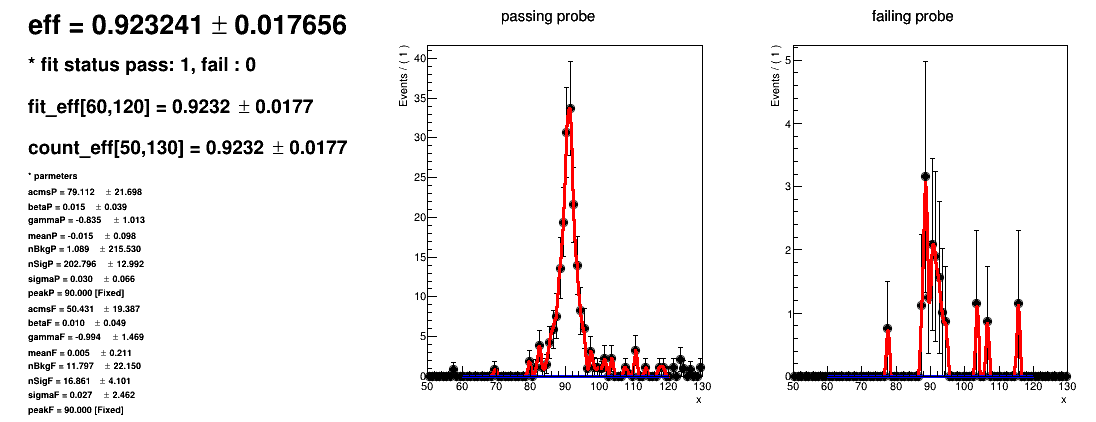 eff = 0.923241 ± 0.017656
* fit status pass: 1, fail : 0
fit_eff[60,120] = 0.9232 ± 0.0177
count_eff[50,130] = 0.9232 ± 0.0177
* parmeters
acmsP = 79.112 ± 21.698
betaP = 0.015 ± 0.039
gammaP = -0.835 ± 1.013
meanP = -0.015 ± 0.098
nBkgP = 1.089 ± 215.530
nSigP = 202.796 ± 12.992
sigmaP = 0.030 ± 0.066
peakP = 90.000 [Fixed]
acmsF = 50.431 ± 19.387
betaF = 0.010 ± 0.049
gammaF = -0.994 ± 1.469
meanF = 0.005 ± 0.211
nBkgF = 11.797 ± 22.150
nSigF = 16.861 ± 4.101
sigmaF = 0.027 ± 2.462
peakF = 90.000 [Fixed]
passing probe
Events / ( 1 )
40
35
30
25
20
15
10
5
0
50 60 70 80 90 100 110 120 130
x
failing probe
Events / ( 1 )
5
4
3
2
1
0
50 60 70 80 90 100 110 120 130
x